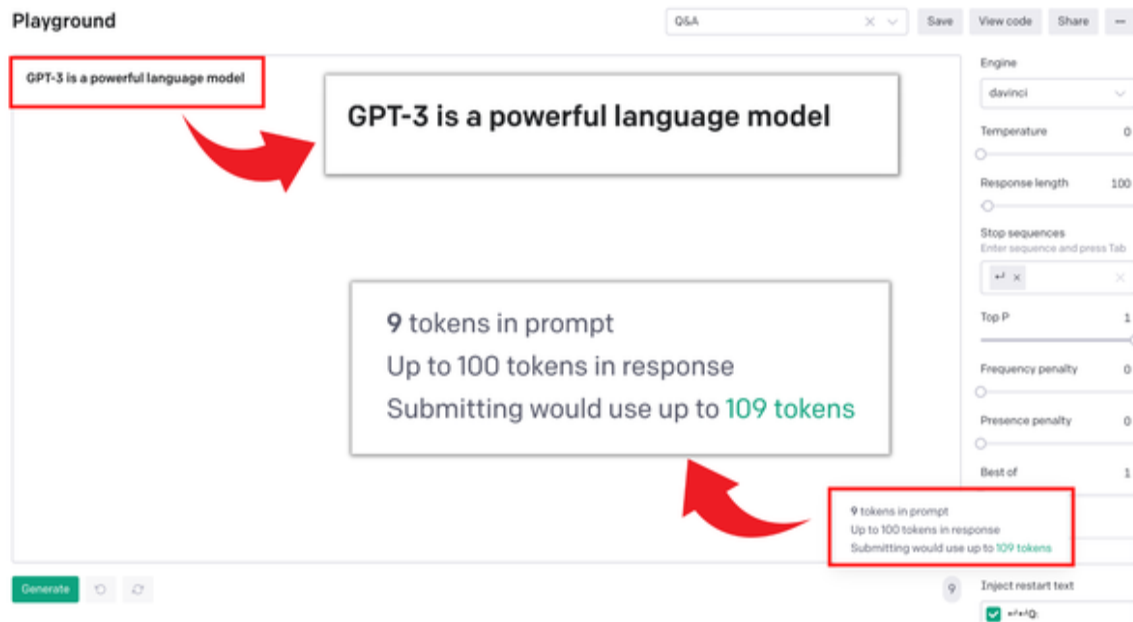 Playground
Q&A
Save
View code
Share
GPT-3 is a powerful language model
GPT-3 is a powerful language model
9 tokens in prompt
Up to 100 tokens in response
Submitting would use up to 109 tokens
Engine
davinci
Temperature 0
Response length 100
Stop sequences
Enter sequence and press Tab
↵
Top P 1
Frequency penalty 0
Presence penalty 0
Best of 1
9 tokens in prompt
Up to 100 tokens in response
Submitting would use up to 109 tokens
Generate
9
Inject restart text
↵↵Q: